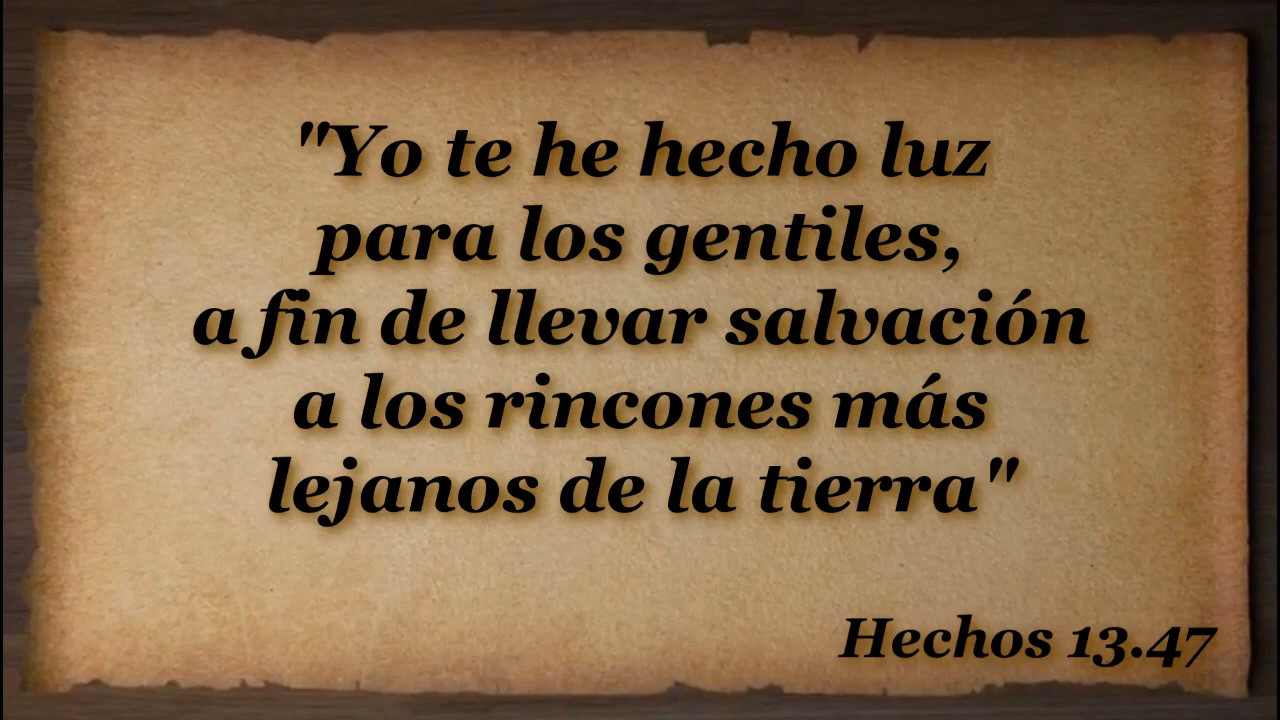 "Yo te he hecho luz
para los gentiles,
a fin de llevar salvación
a los rincones más
lejanos de la tierra"
Hechos 13.47